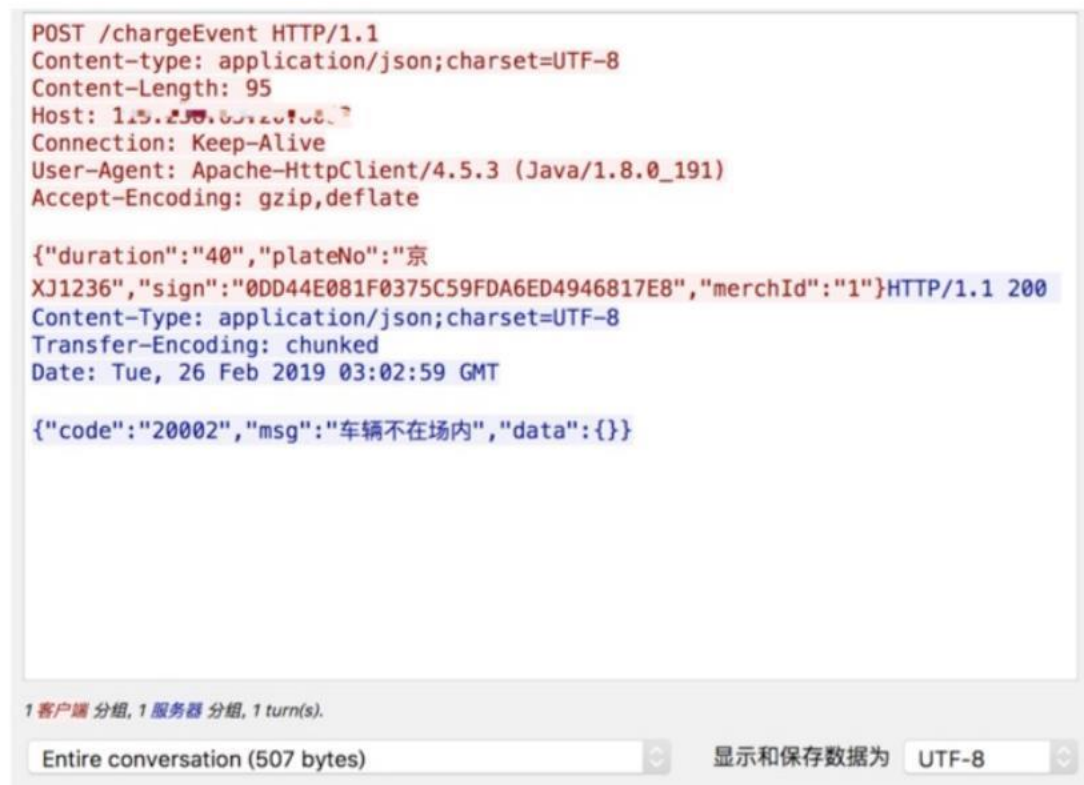 POST /chargeEvent HTTP/1.1
Content-type: application/json;charset=UTF-8
Content-Length: 95
Host:
Connection: Keep-Alive
User-Agent: Apache-HttpClient/4.5.3 (Java/1.8.0_191)
Accept-Encoding: gzip,deflate
{"duration":"40","plateNo":"京
XJ1236","sign":"0DD44E081F0375C59FDA6ED4946817E8","merchId":"1"}HTTP/1.1 200
Content-Type: application/json;charset=UTF-8
Transfer-Encoding: chunked
Date: Tue, 26 Feb 2019 03:02:59 GMT
{"code":"20002","msg":"车辆不在场内","data":{}}
1 客户端 分组, 1 服务器 分组, 1 turn(s).
Entire conversation (507 bytes) 显示和保存数据为 UTF-8